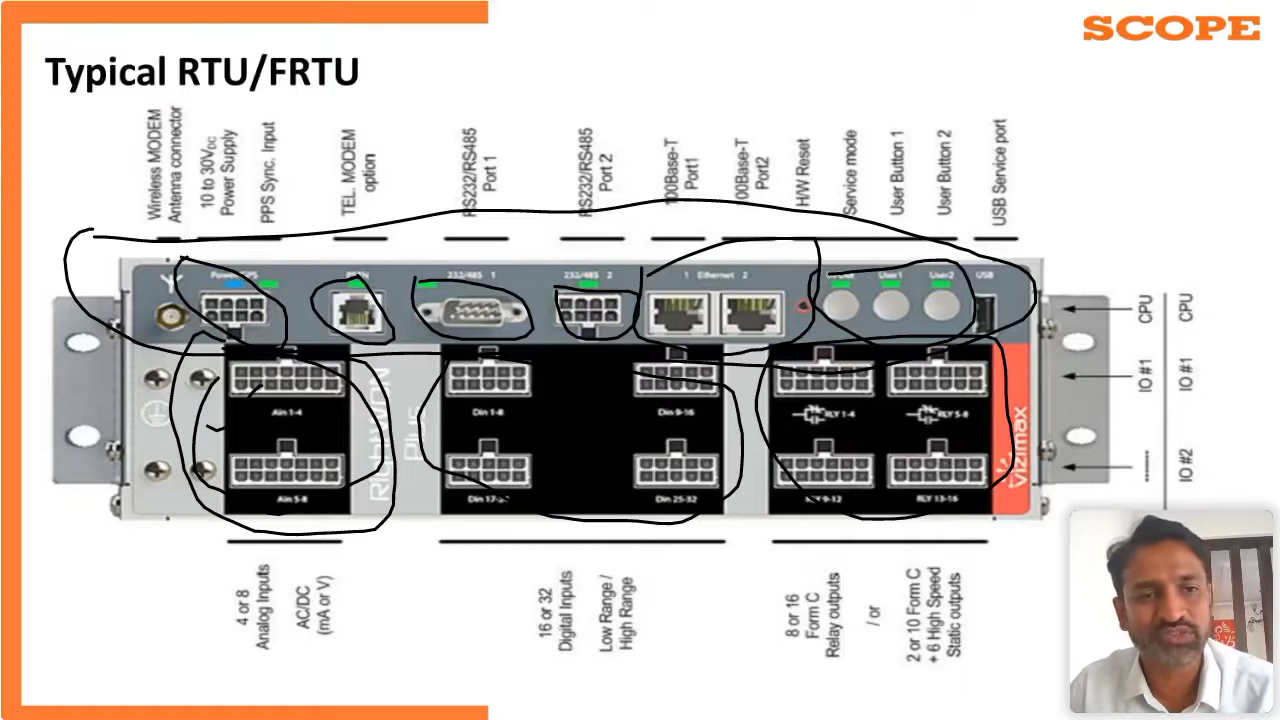 SCOPE
Typical RTU/FRTU
Wireless MODEM
Antenna connector
10 to 30VDC
Power Supply
PPS Sync. Input
TEL. MODEM
option
RS232/RS485
Port 1
RS232/RS485
Port 2
100Base-T
Port1
100Base-T
Port2
H/W Reset
Service mode
User Button 1
User Button 2
USB Service port
232/485 1
232/485 2
1 Ethernet 2
User1
User2
USB
CPU
CPU
IO #1
IO #1
-------
IO #2
Ain 1-4
Din 1-8
Din 9-16
RLY 1-4
RLY 5-8
Ain 5-8
Din 25-32
RLY 13-16
RightWON
Plus
vizimax
4 or 8
Analog Inputs
AC/DC
(mA or V)
16 or 32
Digital Inputs
Low Range /
High Range
8 or 16
Form C
Relay outputs
/ or
2 or 10 Form C
+ 6 High Speed
Static outputs